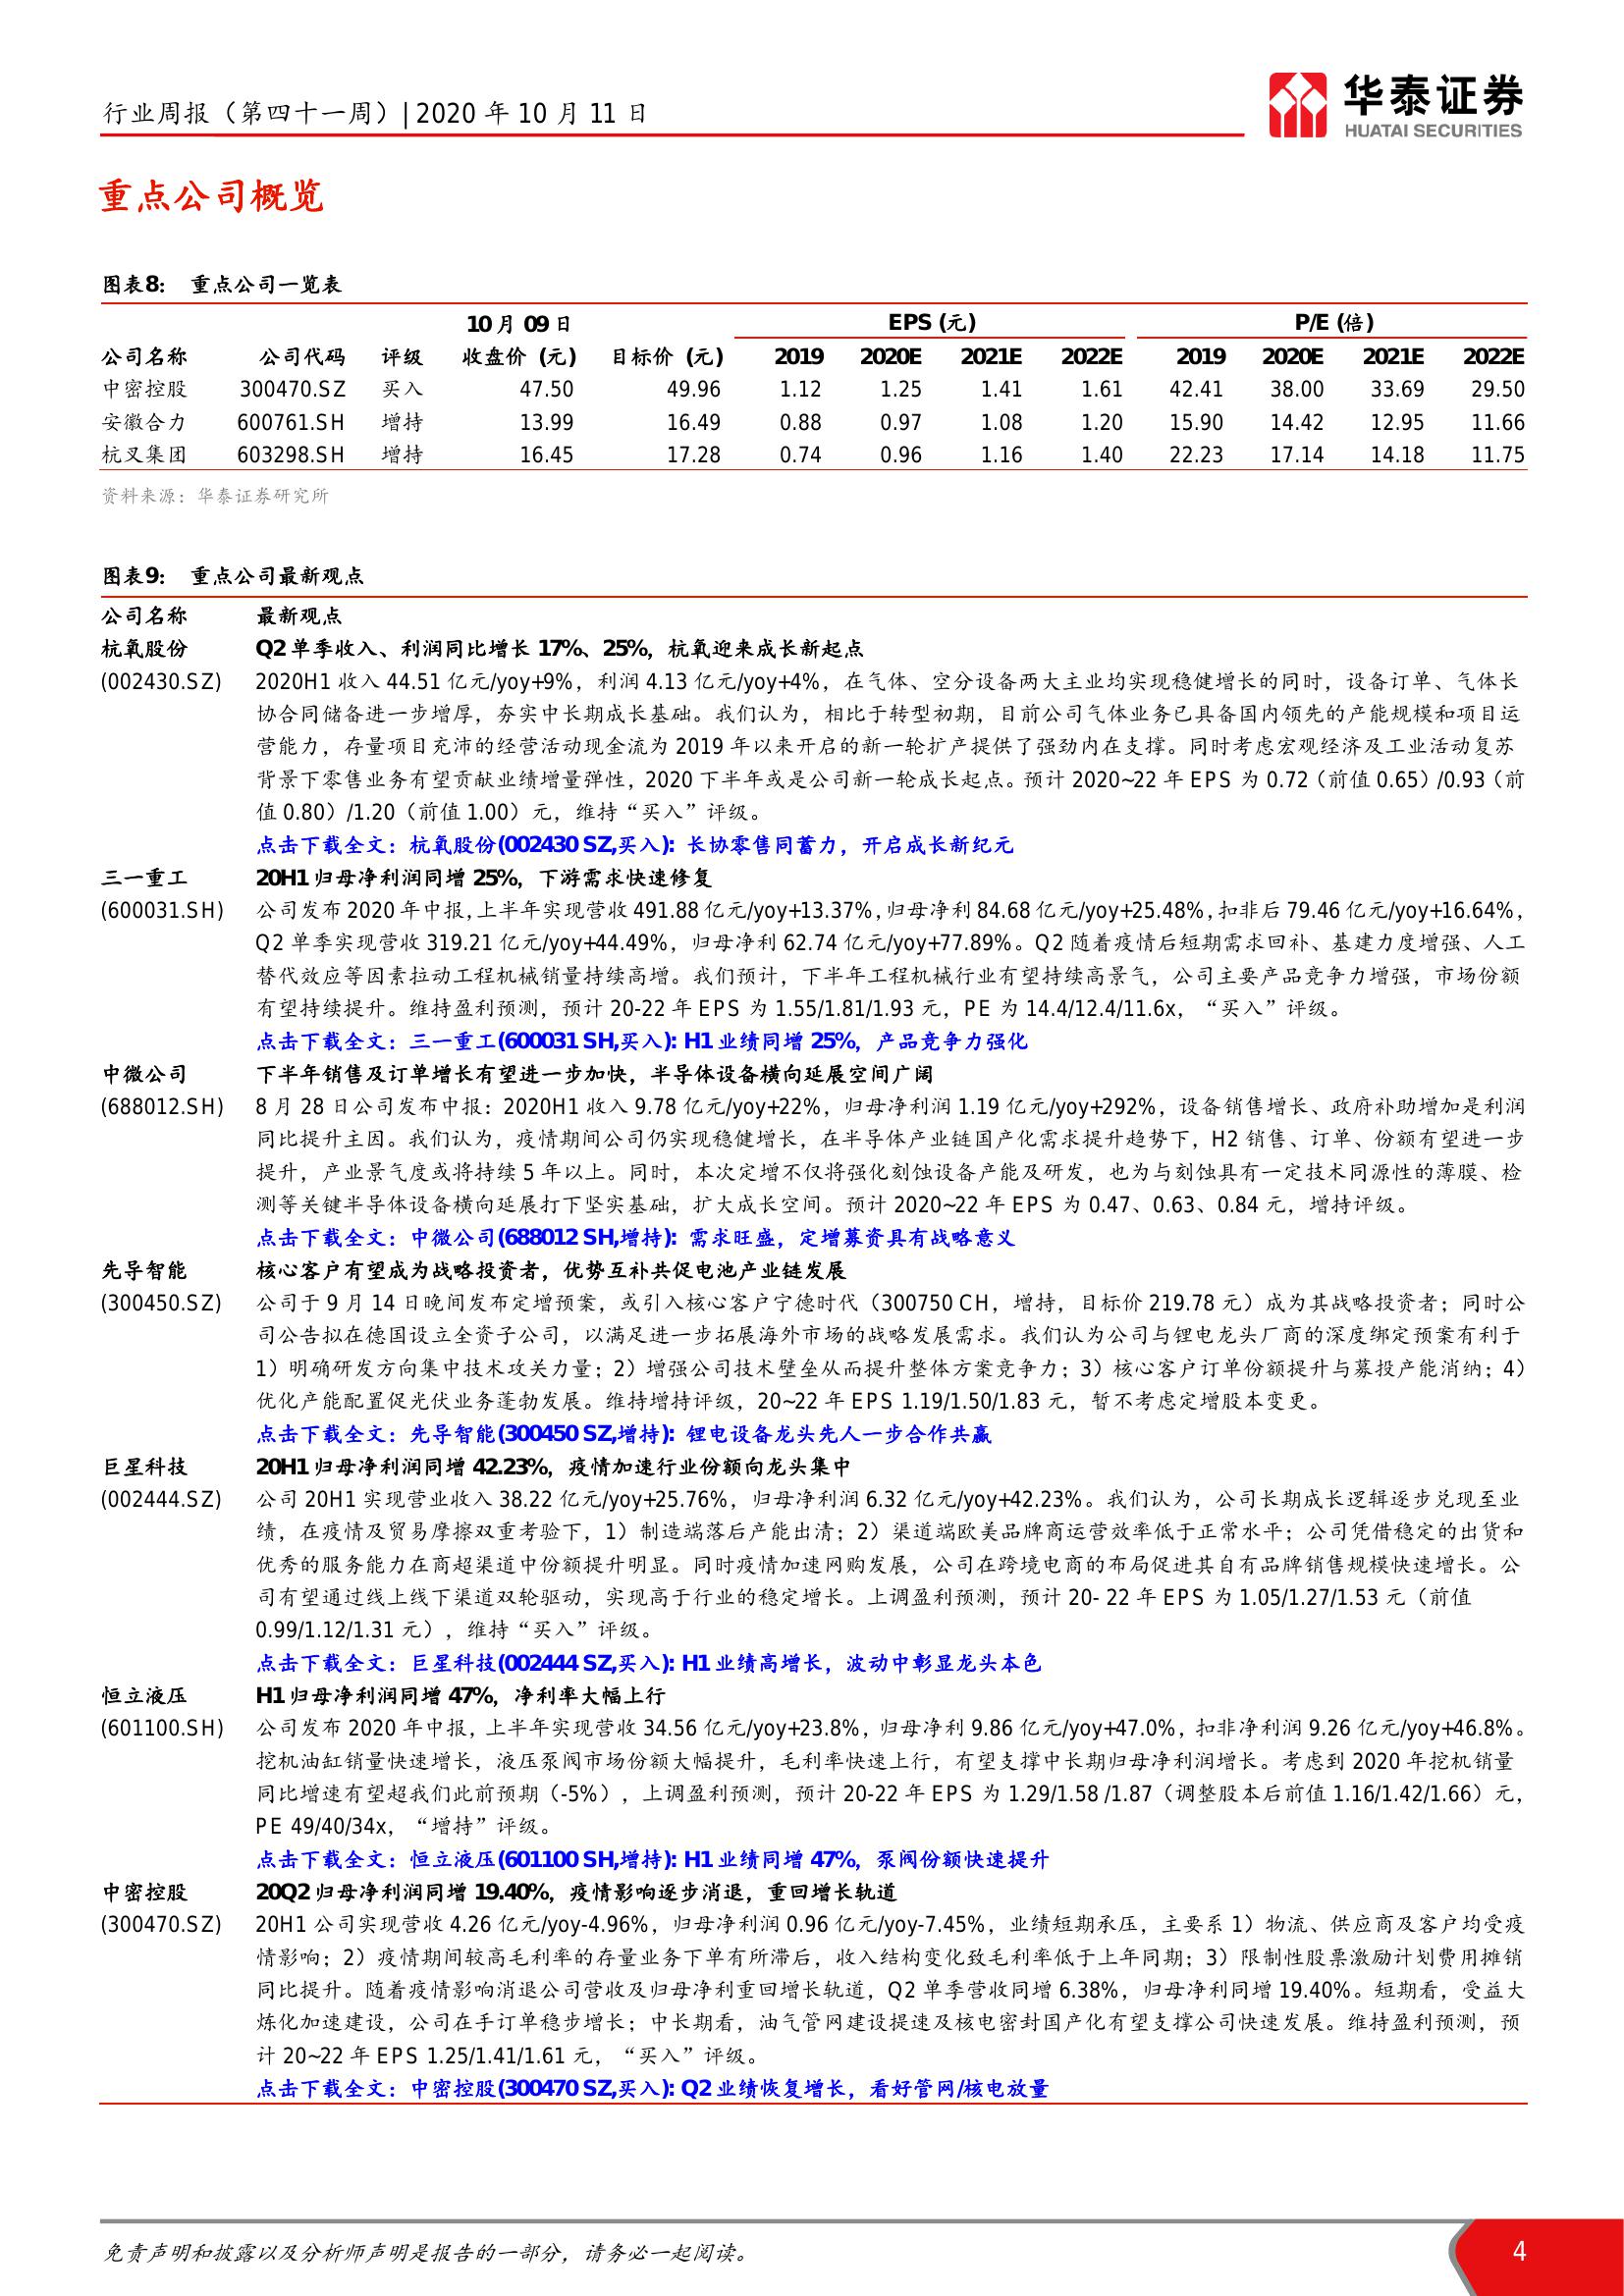 行业周报（第四十一周）| 2020 年 10 月 11 日
华泰证券
HUATAI SECURITIES
重点公司概览
图表8： 重点公司一览表
10 月 09 日 EPS (元) P/E (倍)
公司名称 公司代码 评级 收盘价 (元) 目标价 (元) 2019 2020E 2021E 2022E 2019 2020E 2021E 2022E
中密控股 300470.SZ 买入 47.50 49.96 1.12 1.25 1.41 1.61 42.41 38.00 33.69 29.50
安徽合力 600761.SH 增持 13.99 16.49 0.88 0.97 1.08 1.20 15.90 14.42 12.95 11.66
杭叉集团 603298.SH 增持 16.45 17.28 0.74 0.96 1.16 1.40 22.23 17.14 14.18 11.75
资料来源：华泰证券研究所
图表9： 重点公司最新观点
公司名称 最新观点
杭氧股份 Q2 单季收入、利润同比增长 17%、25%，杭氧迎来成长新起点
(002430.SZ) 2020H1 收入 44.51 亿元/yoy+9%，利润 4.13 亿元/yoy+4%，在气体、空分设备两大主业均实现稳健增长的同时，设备订单、气体长
协合同储备进一步增厚，夯实中长期成长基础。我们认为，相比于转型初期，目前公司气体业务已具备国内领先的产能规模和项目运
营能力，存量项目充沛的经营活动现金流为 2019 年以来开启的新一轮扩产提供了强劲内在支撑。同时考虑宏观经济及工业活动复苏
背景下零售业务有望贡献业绩增量弹性，2020 下半年或是公司新一轮成长起点。预计 2020~22 年 EPS 为 0.72（前值 0.65）/0.93（前
值 0.80）/1.20（前值 1.00）元，维持“买入”评级。
点击下载全文：杭氧股份(002430 SZ,买入): 长协零售同蓄力，开启成长新纪元
三一重工 20H1 归母净利润同增 25%，下游需求快速修复
(600031.SH) 公司发布 2020 年中报，上半年实现营收 491.88 亿元/yoy+13.37%，归母净利 84.68 亿元/yoy+25.48%，扣非后 79.46 亿元/yoy+16.64%，
Q2 单季实现营收 319.21 亿元/yoy+44.49%，归母净利 62.74 亿元/yoy+77.89%。Q2 随着疫情后短期需求回补、基建力度增强、人工
替代效应等因素拉动工程机械销量持续高增。我们预计，下半年工程机械行业有望持续高景气，公司主要产品竞争力增强，市场份额
有望持续提升。维持盈利预测，预计 20-22 年 EPS 为 1.55/1.81/1.93 元，PE 为 14.4/12.4/11.6x，“买入”评级。
点击下载全文：三一重工(600031 SH,买入): H1 业绩同增 25%，产品竞争力强化
中微公司 下半年销售及订单增长有望进一步加快，半导体设备横向延展空间广阔
(688012.SH) 8 月 28 日公司发布中报：2020H1 收入 9.78 亿元/yoy+22%，归母净利润 1.19 亿元/yoy+292%，设备销售增长、政府补助增加是利润
同比提升主因。我们认为，疫情期间公司仍实现稳健增长，在半导体产业链国产化需求提升趋势下，H2 销售、订单、份额有望进一步
提升，产业景气度或将持续 5 年以上。同时，本次定增不仅将强化刻蚀设备产能及研发，也为与刻蚀具有一定技术同源性的薄膜、检
测等关键半导体设备横向延展打下坚实基础，扩大成长空间。预计 2020~22 年 EPS 为 0.47、0.63、0.84 元，增持评级。
点击下载全文：中微公司(688012 SH,增持): 需求旺盛，定增募资具有战略意义
先导智能 核心客户有望成为战略投资者，优势互补共促电池产业链发展
(300450.SZ) 公司于 9 月 14 日晚间发布定增预案，或引入核心客户宁德时代（300750 CH，增持，目标价 219.78 元）成为其战略投资者；同时公
司公告拟在德国设立全资子公司，以满足进一步拓展海外市场的战略发展需求。我们认为公司与锂电龙头厂商的深度绑定预案有利于
1）明确研发方向集中技术攻关力量；2）增强公司技术壁垒从而提升整体方案竞争力；3）核心客户订单份额提升与募投产能消纳；4）
优化产能配置促光伏业务蓬勃发展。维持增持评级，20~22 年 EPS 1.19/1.50/1.83 元，暂不考虑定增股本变更。
点击下载全文：先导智能(300450 SZ,增持): 锂电设备龙头先人一步合作共赢
巨星科技 20H1 归母净利润同增 42.23%，疫情加速行业份额向龙头集中
(002444.SZ) 公司 20H1 实现营业收入 38.22 亿元/yoy+25.76%，归母净利润 6.32 亿元/yoy+42.23%。我们认为，公司长期成长逻辑逐步兑现至业
绩，在疫情及贸易摩擦双重考验下，1）制造端落后产能出清；2）渠道端欧美品牌商运营效率低于正常水平；公司凭借稳定的出货和
优秀的服务能力在商超渠道中份额提升明显。同时疫情加速网购发展，公司在跨境电商的布局促进其自有品牌销售规模快速增长。公
司有望通过线上线下渠道双轮驱动，实现高于行业的稳定增长。上调盈利预测，预计 20- 22 年 EPS 为 1.05/1.27/1.53 元（前值
0.99/1.12/1.31 元），维持“买入”评级。
点击下载全文：巨星科技(002444 SZ,买入): H1 业绩高增长，波动中彰显龙头本色
恒立液压 H1 归母净利润同增 47%，净利率大幅上行
(601100.SH) 公司发布 2020 年中报，上半年实现营收 34.56 亿元/yoy+23.8%，归母净利 9.86 亿元/yoy+47.0%，扣非净利润 9.26 亿元/yoy+46.8%。
挖机油缸销量快速增长，液压泵阀市场份额大幅提升，毛利率快速上行，有望支撑中长期归母净利润增长。考虑到 2020 年挖机销量
同比增速有望超我们此前预期（-5%），上调盈利预测，预计 20-22 年 EPS 为 1.29/1.58 /1.87（调整股本后前值 1.16/1.42/1.66）元，
PE 49/40/34x，“增持”评级。
点击下载全文：恒立液压(601100 SH,增持): H1 业绩同增 47%，泵阀份额快速提升
中密控股 20Q2 归母净利润同增 19.40%，疫情影响逐步消退，重回增长轨道
(300470.SZ) 20H1 公司实现营收 4.26 亿元/yoy-4.96%，归母净利润 0.96 亿元/yoy-7.45%，业绩短期承压，主要系 1）物流、供应商及客户均受疫
情影响；2）疫情期间较高毛利率的存量业务下单有所滞后，收入结构变化致毛利率低于上年同期；3）限制性股票激励计划费用摊销
同比提升。随着疫情影响消退公司营收及归母净利重回增长轨道，Q2 单季营收同增 6.38%，归母净利同增 19.40%。短期看，受益大
炼化加速建设，公司在手订单稳步增长；中长期看，油气管网建设提速及核电密封国产化有望支撑公司快速发展。维持盈利预测，预
计 20~22 年 EPS 1.25/1.41/1.61 元，“买入”评级。
点击下载全文：中密控股(300470 SZ,买入): Q2 业绩恢复增长，看好管网/核电放量
免责声明和披露以及分析师声明是报告的一部分，请务必一起阅读。 4